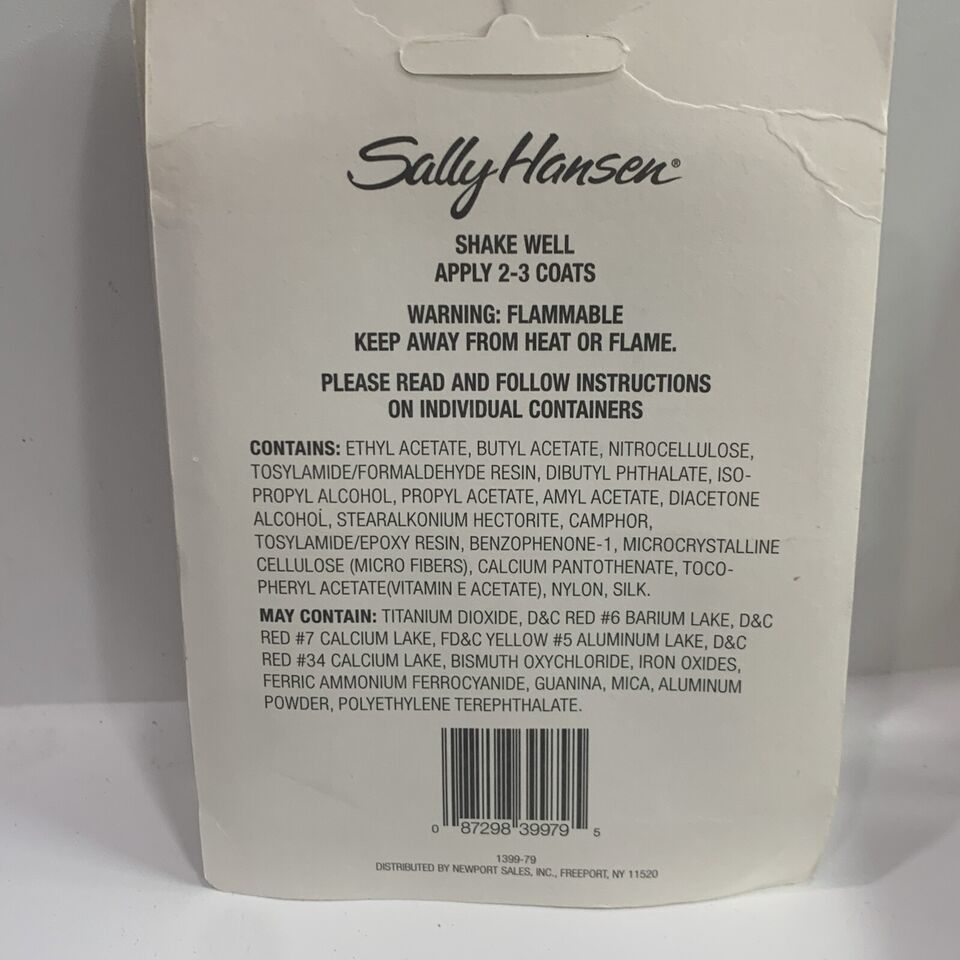 Sally Hansen®
SHAKE WELL
APPLY 2-3 COATS
WARNING: FLAMMABLE
KEEP AWAY FROM HEAT OR FLAME.
PLEASE READ AND FOLLOW INSTRUCTIONS
ON INDIVIDUAL CONTAINERS
CONTAINS: ETHYL ACETATE, BUTYL ACETATE, NITROCELLULOSE,
TOSYLAMIDE/FORMALDEHYDE RESIN, DIBUTYL PHTHALATE, ISO-
PROPYL ALCOHOL, PROPYL ACETATE, AMYL ACETATE, DIACETONE
ALCOHOL, STEARALKONIUM HECTORITE, CAMPHOR,
TOSYLAMIDE/EPOXY RESIN, BENZOPHENONE-1, MICROCRYSTALLINE
CELLULOSE (MICRO FIBERS), CALCIUM PANTOTHENATE, TOCO-
PHERYL ACETATE(VITAMIN E ACETATE), NYLON, SILK.
MAY CONTAIN: TITANIUM DIOXIDE, D&C RED #6 BARIUM LAKE, D&C
RED #7 CALCIUM LAKE, FD&C YELLOW #5 ALUMINUM LAKE, D&C
RED #34 CALCIUM LAKE, BISMUTH OXYCHLORIDE, IRON OXIDES,
FERRIC AMMONIUM FERROCYANIDE, GUANINA, MICA, ALUMINUM
POWDER, POLYETHYLENE TEREPHTHALATE.
0 87298 39979 5
1399-79
DISTRIBUTED BY NEWPORT SALES, INC., FREEPORT, NY 11520